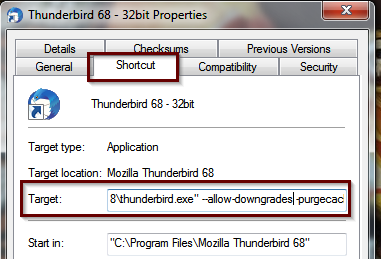 Thunderbird 68 - 32bit Properties
Details Checksums Previous Versions
General Shortcut Compatibility Security
Thunderbird 68 - 32bit
Target type: Application
Target location: Mozilla Thunderbird 68
Target: 8\thunderbird.exe" --allow-downgrades -purgecac
Start in: "C:\Program Files\Mozilla Thunderbird 68"